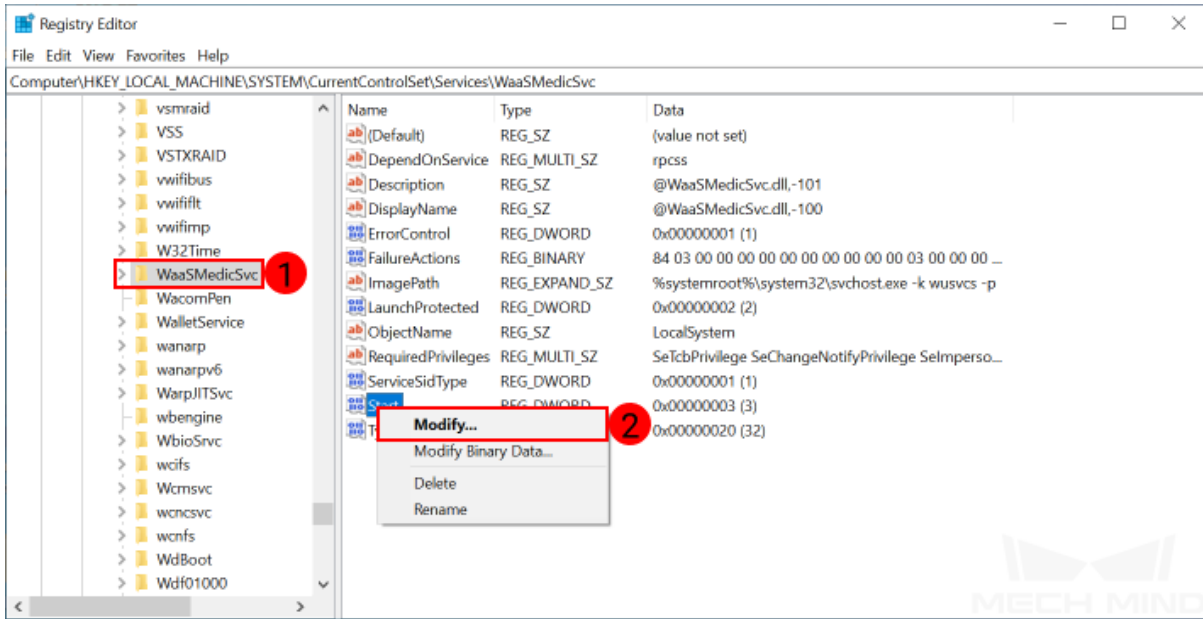 Registry Editor
File Edit View Favorites Help
Computer\HKEY_LOCAL_MACHINE\SYSTEM\CurrentControlSet\Services\WaaSMedicSvc
vsmraid
VSS
VSTXRAID
vwifibus
vwififlt
vwifimp
W32Time
WaaSMedicSvc 1
WacomPen
WalletService
wanarp
wanarpv6
WarpJITSvc
wbengine
WbioSrvc
wcifs
Wcmsvc
wcncsvc
wcnfs
WdBoot
Wdf01000
Name Type Data
(Default) REG_SZ (value not set)
DependOnService REG_MULTI_SZ rpcss
Description REG_SZ @WaaSMedicSvc.dll,-101
DisplayName REG_SZ @WaaSMedicSvc.dll,-100
ErrorControl REG_DWORD 0x00000001 (1)
FailureActions REG_BINARY 84 03 00 00 00 00 00 00 00 00 00 00 03 00 00 00 ...
ImagePath REG_EXPAND_SZ %systemroot%\system32\svchost.exe -k wusvcs -p
LaunchProtected REG_DWORD 0x00000002 (2)
ObjectName REG_SZ LocalSystem
RequiredPrivileges REG_MULTI_SZ SeTcbPrivilege SeChangeNotifyPrivilege SeImperso...
ServiceSidType REG_DWORD 0x00000001 (1)
Start REG_DWORD 0x00000003 (3)
0x00000020 (32)
Modify... 2
Modify Binary Data...
Delete
Rename
MECH MIND